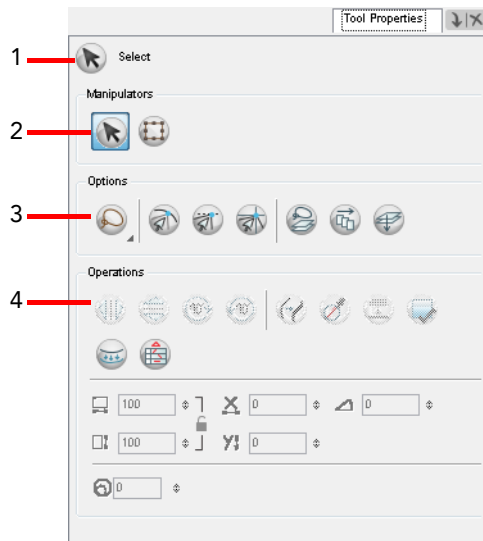 Tool Properties
1 Select
Manipulators
2
Options
3
Operations
4
100 0 0
100 0
0